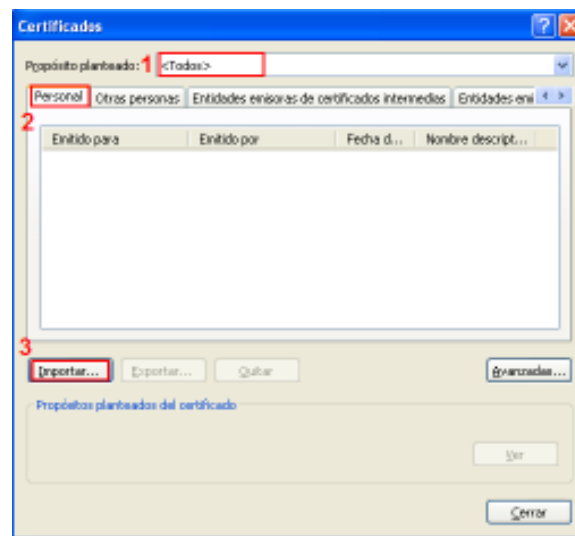 Certificados
Propósito planteado: 1 <Todos>
Personal Otras personas Entidades emisoras de certificados intermedias Entidades emi
2
Emitido para Emitido por Fecha d... Nombre descript...
3
Importar... Exportar... Quitar Avanzadas...
Propósitos planteados del certificado
Ver
Cerrar